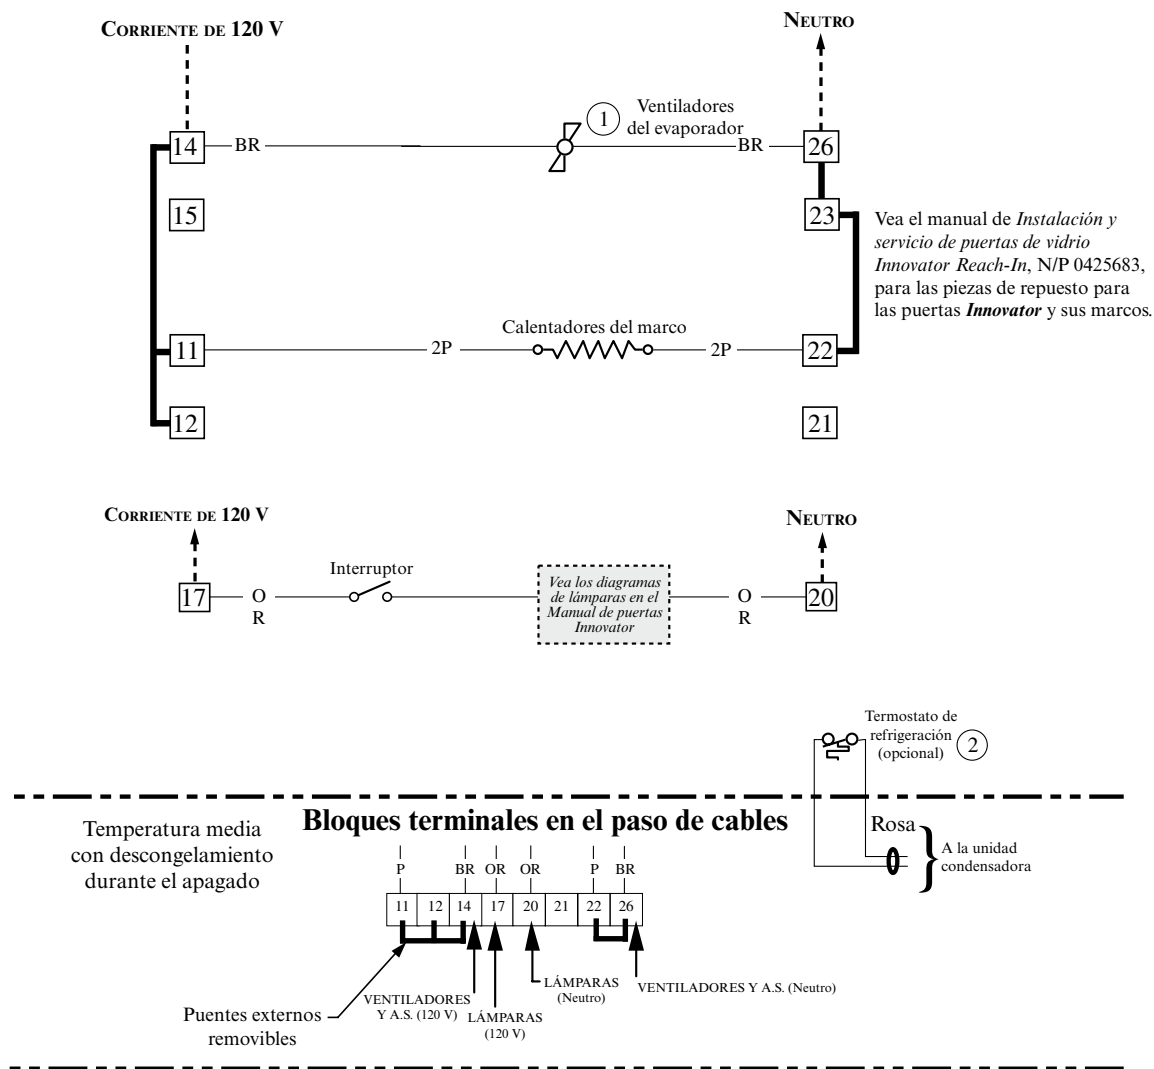 CORRIENTE DE 120 V
NEUTRO
1
Ventiladores
del evaporador
14
BR
BR
26
15
23
Vea el manual de Instalación y
servicio de puertas de vidrio
Innovator Reach-In, N/P 0425683,
para las piezas de repuesto para
las puertas Innovator y sus marcos.
Calentadores del marco
11
2P
2P
22
12
21
CORRIENTE DE 120 V
NEUTRO
Interruptor
17
O
R
Vea los diagramas
de lámparas en el
Manual de puertas
Innovator
O
R
20
Termostato de
refrigeración
(opcional)
2
Temperatura media
con descongelamiento
durante el apagado
Bloques terminales en el paso de cables
Rosa
A la unidad
condensadora
P BR OR OR P BR
11 12 14 17 20 21 22 26
Puentes externos
removibles
VENTILADORES
Y A.S. (120 V)
LÁMPARAS
(120 V)
LÁMPARAS
(Neutro)
VENTILADORES Y A.S. (Neutro)